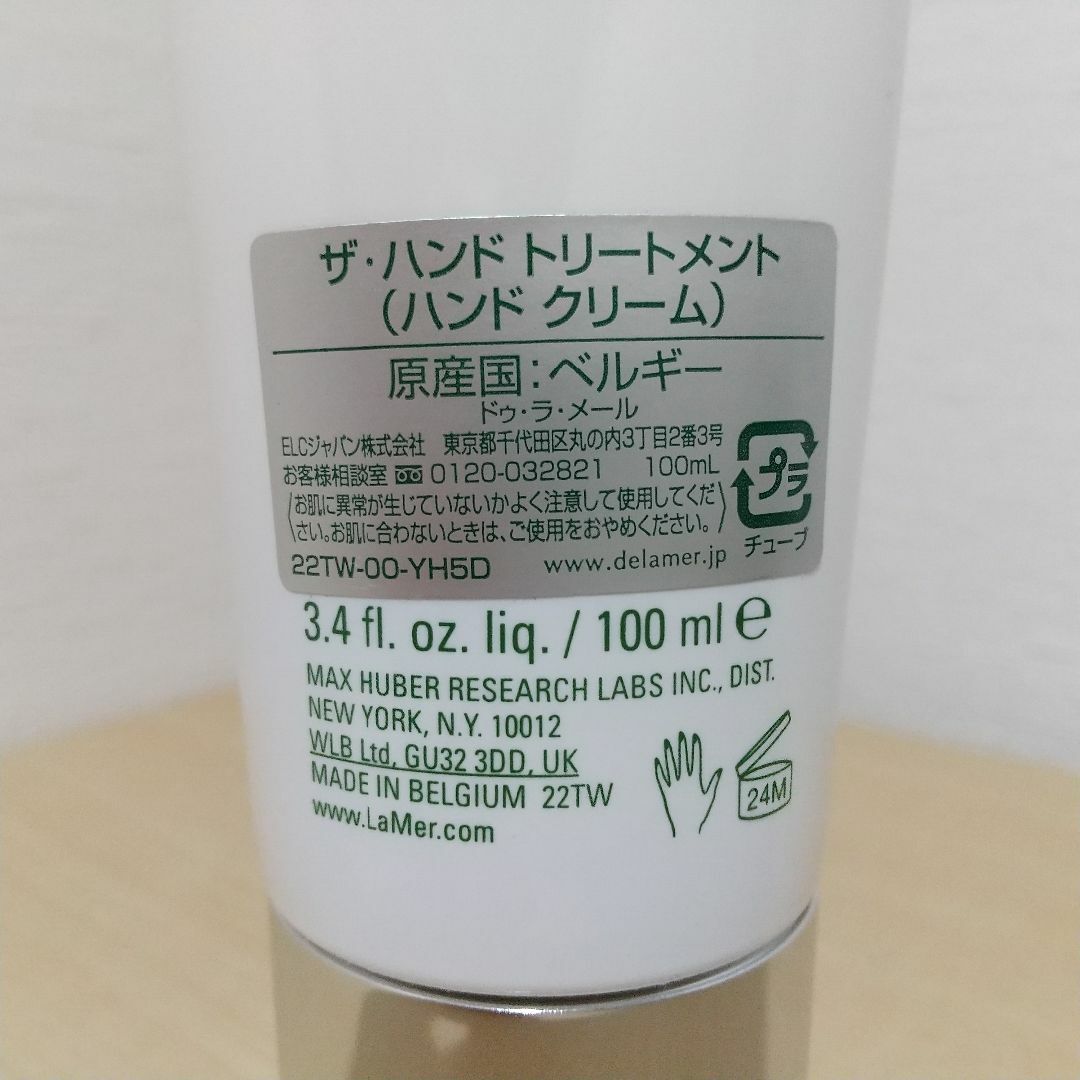 ザ・ハンド トリートメント
(ハンド クリーム)
原産国:ベルギー
ドゥ・ラ・メール
ELCジャパン株式会社 東京都千代田区丸の内3丁目2番3号
お客様相談室 0120-032821 100mL
〈お肌に異常が生じていないかよく注意して使用してくだ
さい。お肌に合わないときは、ご使用をおやめください。〉
プラ
チューブ
22TW-00-YH5D www.delamer.jp
3.4 fl. oz. liq. / 100 ml ℮
MAX HUBER RESEARCH LABS INC., DIST.
NEW YORK, N.Y. 10012
WLB Ltd, GU32 3DD, UK
MADE IN BELGIUM 22TW
www.LaMer.com
24M